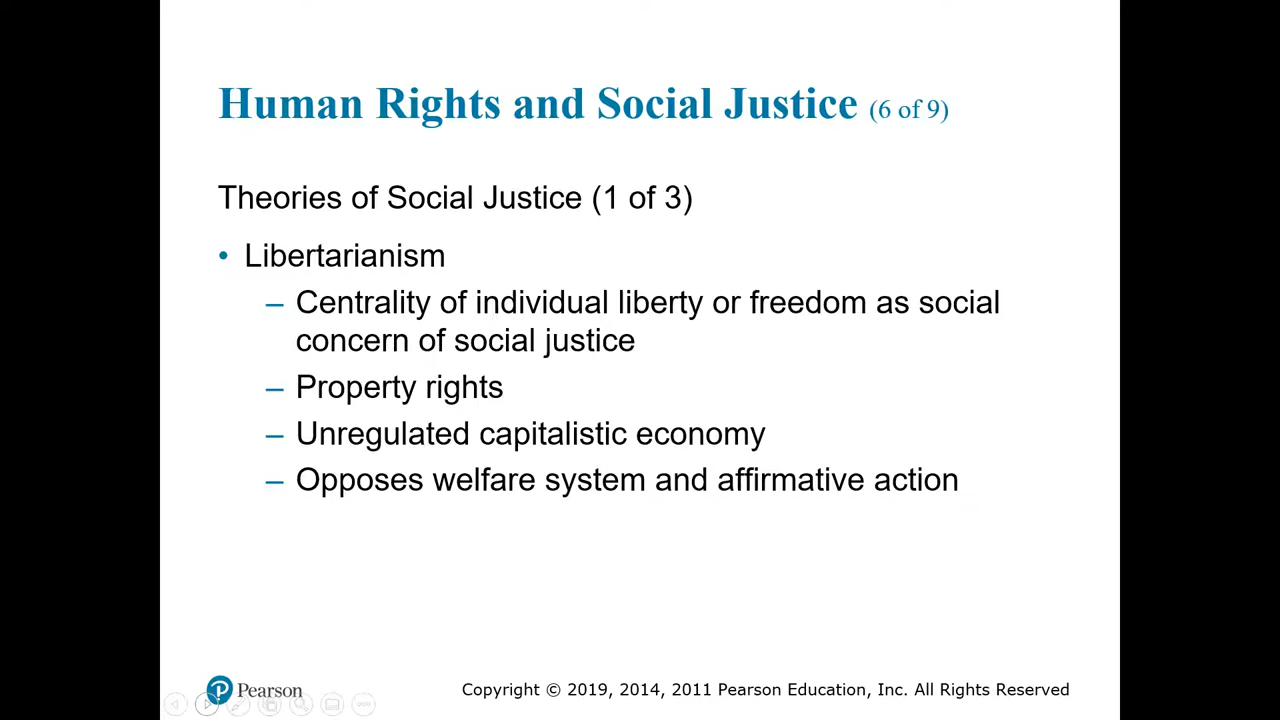 Human Rights and Social Justice (6 of 9)
Theories of Social Justice (1 of 3)
• Libertarianism
– Centrality of individual liberty or freedom as social
concern of social justice
– Property rights
– Unregulated capitalistic economy
– Opposes welfare system and affirmative action
Pearson
Copyright © 2019, 2014, 2011 Pearson Education, Inc. All Rights Reserved